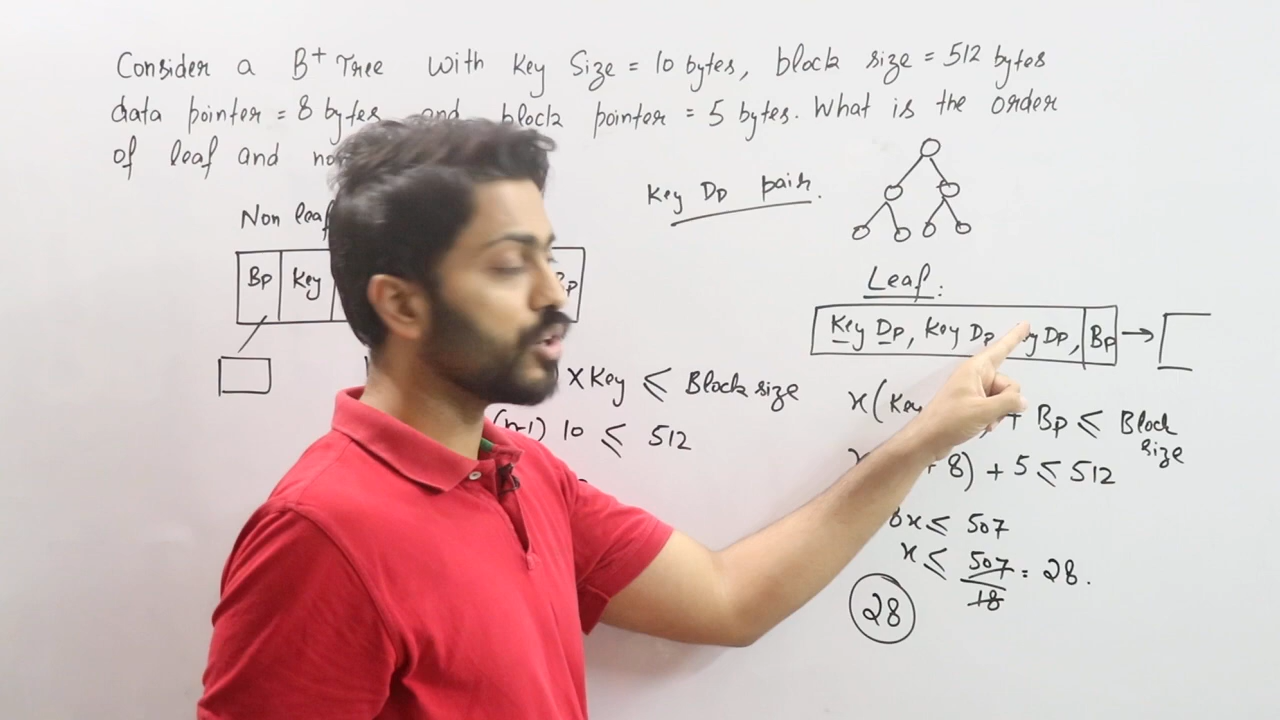 Consider a B+ Tree with Key Size = 10 bytes, block size = 512 bytes
data pointer = 8 bytes and block pointer = 5 bytes. What is the order
of leaf and
Key Dp pair.
Non leaf
Bp Key
Bp
x Key ≤ Block size
(n-1) 10 ≤ 512
Leaf:
Key Dp, Key Dp Key Dp, Bp →
x(Key + Bp ≤ Block size
x + 8) + 5 ≤ 512
8x ≤ 507
x ≤ 507/18 = 28.
28